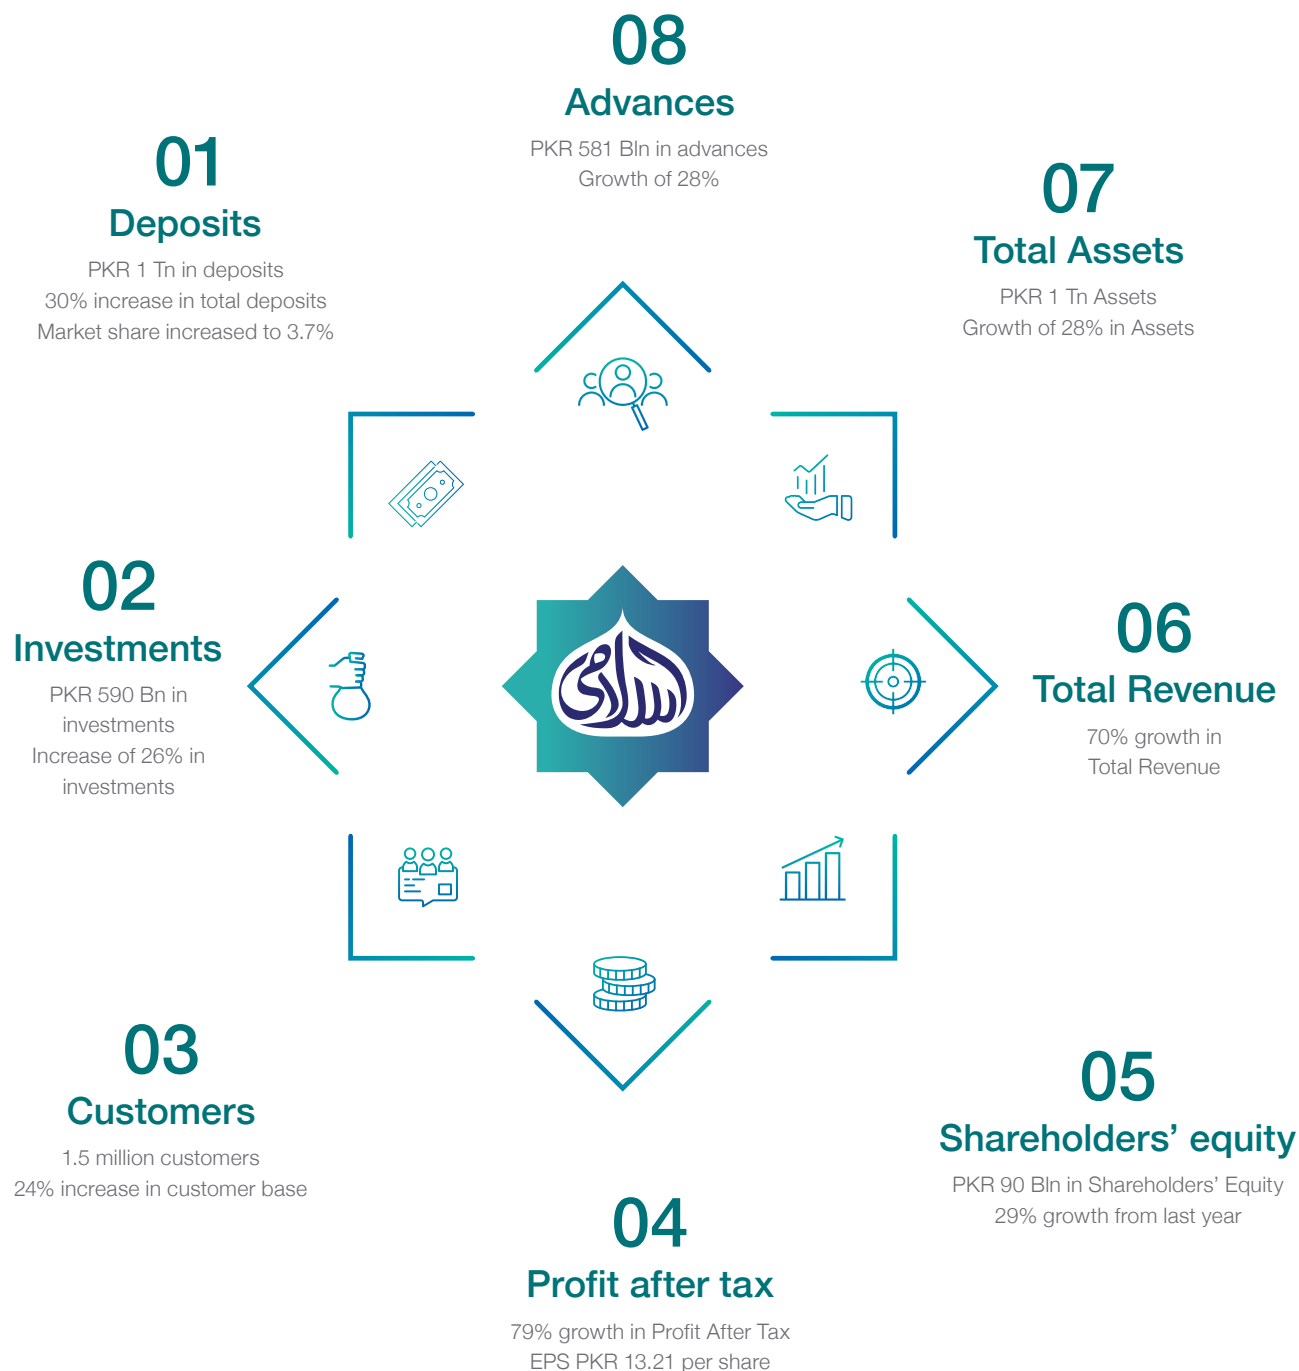 08
Advances
PKR 581 Bln in advances
Growth of 28%
01
Deposits
PKR 1 Tn in deposits
30% increase in total deposits
Market share increased to 3.7%
07
Total Assets
PKR 1 Tn Assets
Growth of 28% in Assets
02
Investments
PKR 590 Bn in
investments
Increase of 26% in
investments
اسلامی
06
Total Revenue
70% growth in
Total Revenue
03
Customers
1.5 million customers
24% increase in customer base
05
Shareholders’ equity
PKR 90 Bln in Shareholders’ Equity
29% growth from last year
04
Profit after tax
79% growth in Profit After Tax
EPS PKR 13.21 per share